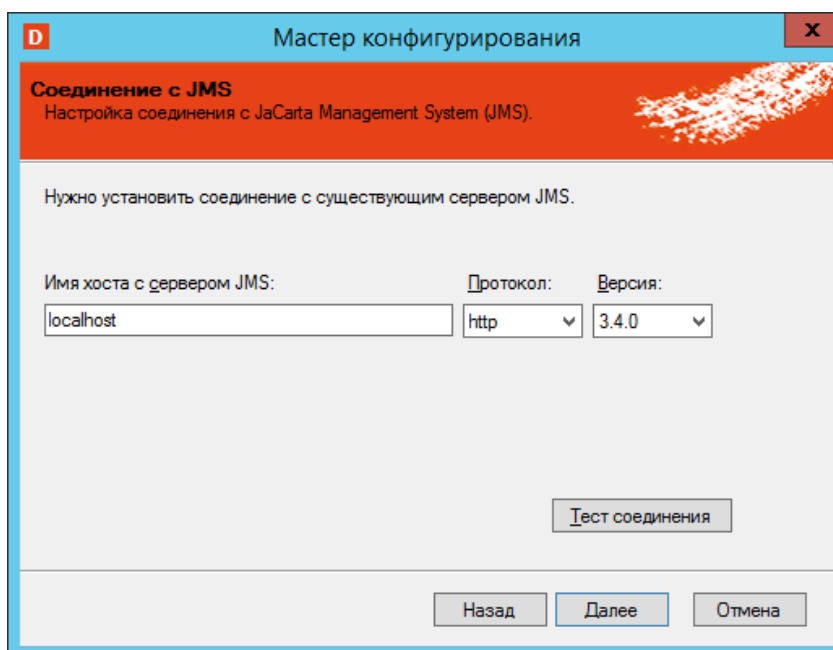 D
Мастер конфигурирования
x
Соединение с JMS
Настройка соединения с JaCarta Management System (JMS).
Нужно установить соединение с существующим сервером JMS.
Имя хоста с сервером JMS: Протокол: Версия:
localhost http 3.4.0
Тест соединения
Назад Далее Отмена